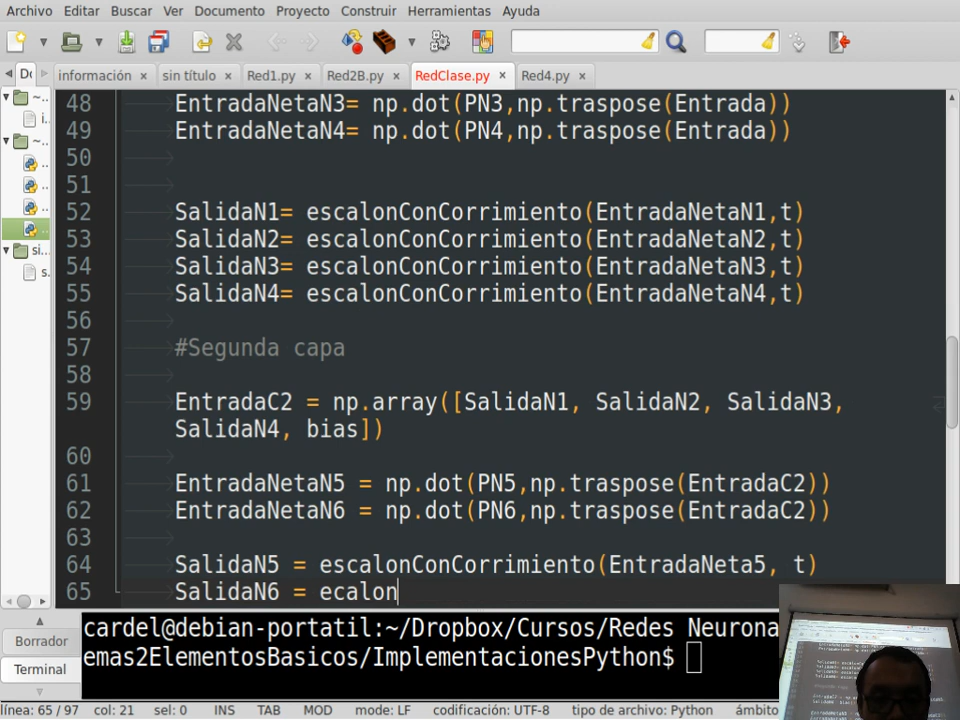 Archivo Editar Buscar Ver Documento Proyecto Construir Herramientas Ayuda
información × sin título × Red1.py × Red2B.py × RedClase.py × Red4.py ×
48 EntradaNetaN3= np.dot(PN3,np.traspose(Entrada))
49 EntradaNetaN4= np.dot(PN4,np.traspose(Entrada))
50
51
52 SalidaN1= escalonConCorrimiento(EntradaNetaN1,t)
53 SalidaN2= escalonConCorrimiento(EntradaNetaN2,t)
54 SalidaN3= escalonConCorrimiento(EntradaNetaN3,t)
55 SalidaN4= escalonConCorrimiento(EntradaNetaN4,t)
56
57 #Segunda capa
58
59 EntradaC2 = np.array([SalidaN1, SalidaN2, SalidaN3,
SalidaN4, bias])
60
61 EntradaNetaN5 = np.dot(PN5,np.traspose(EntradaC2))
62 EntradaNetaN6 = np.dot(PN6,np.traspose(EntradaC2))
63
64 SalidaN5 = escalonConCorrimiento(EntradaNeta5, t)
65 SalidaN6 = ecalon
Borrador
Terminal
cardel@debian-portatil:~/Dropbox/Cursos/Redes Neurona
emas2ElementosBasicos/ImplementacionesPython$
Línea: 65 / 97 col: 21 sel: 0 INS TAB MOD mode: LF codificación: UTF-8 tipo de archivo: Python ámbito